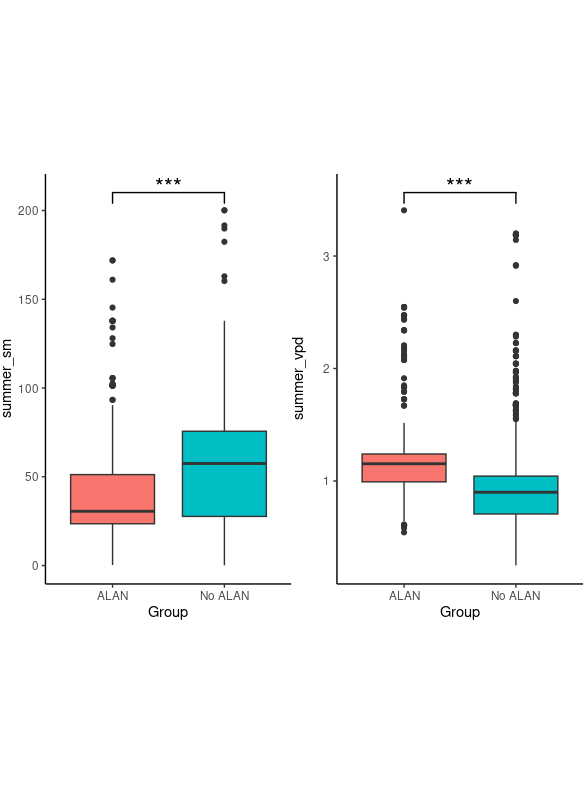 ***
200
150
100
50
0
summer_sm
ALAN
No ALAN
Group
***
3
2
1
summer_vpd
ALAN
No ALAN
Group